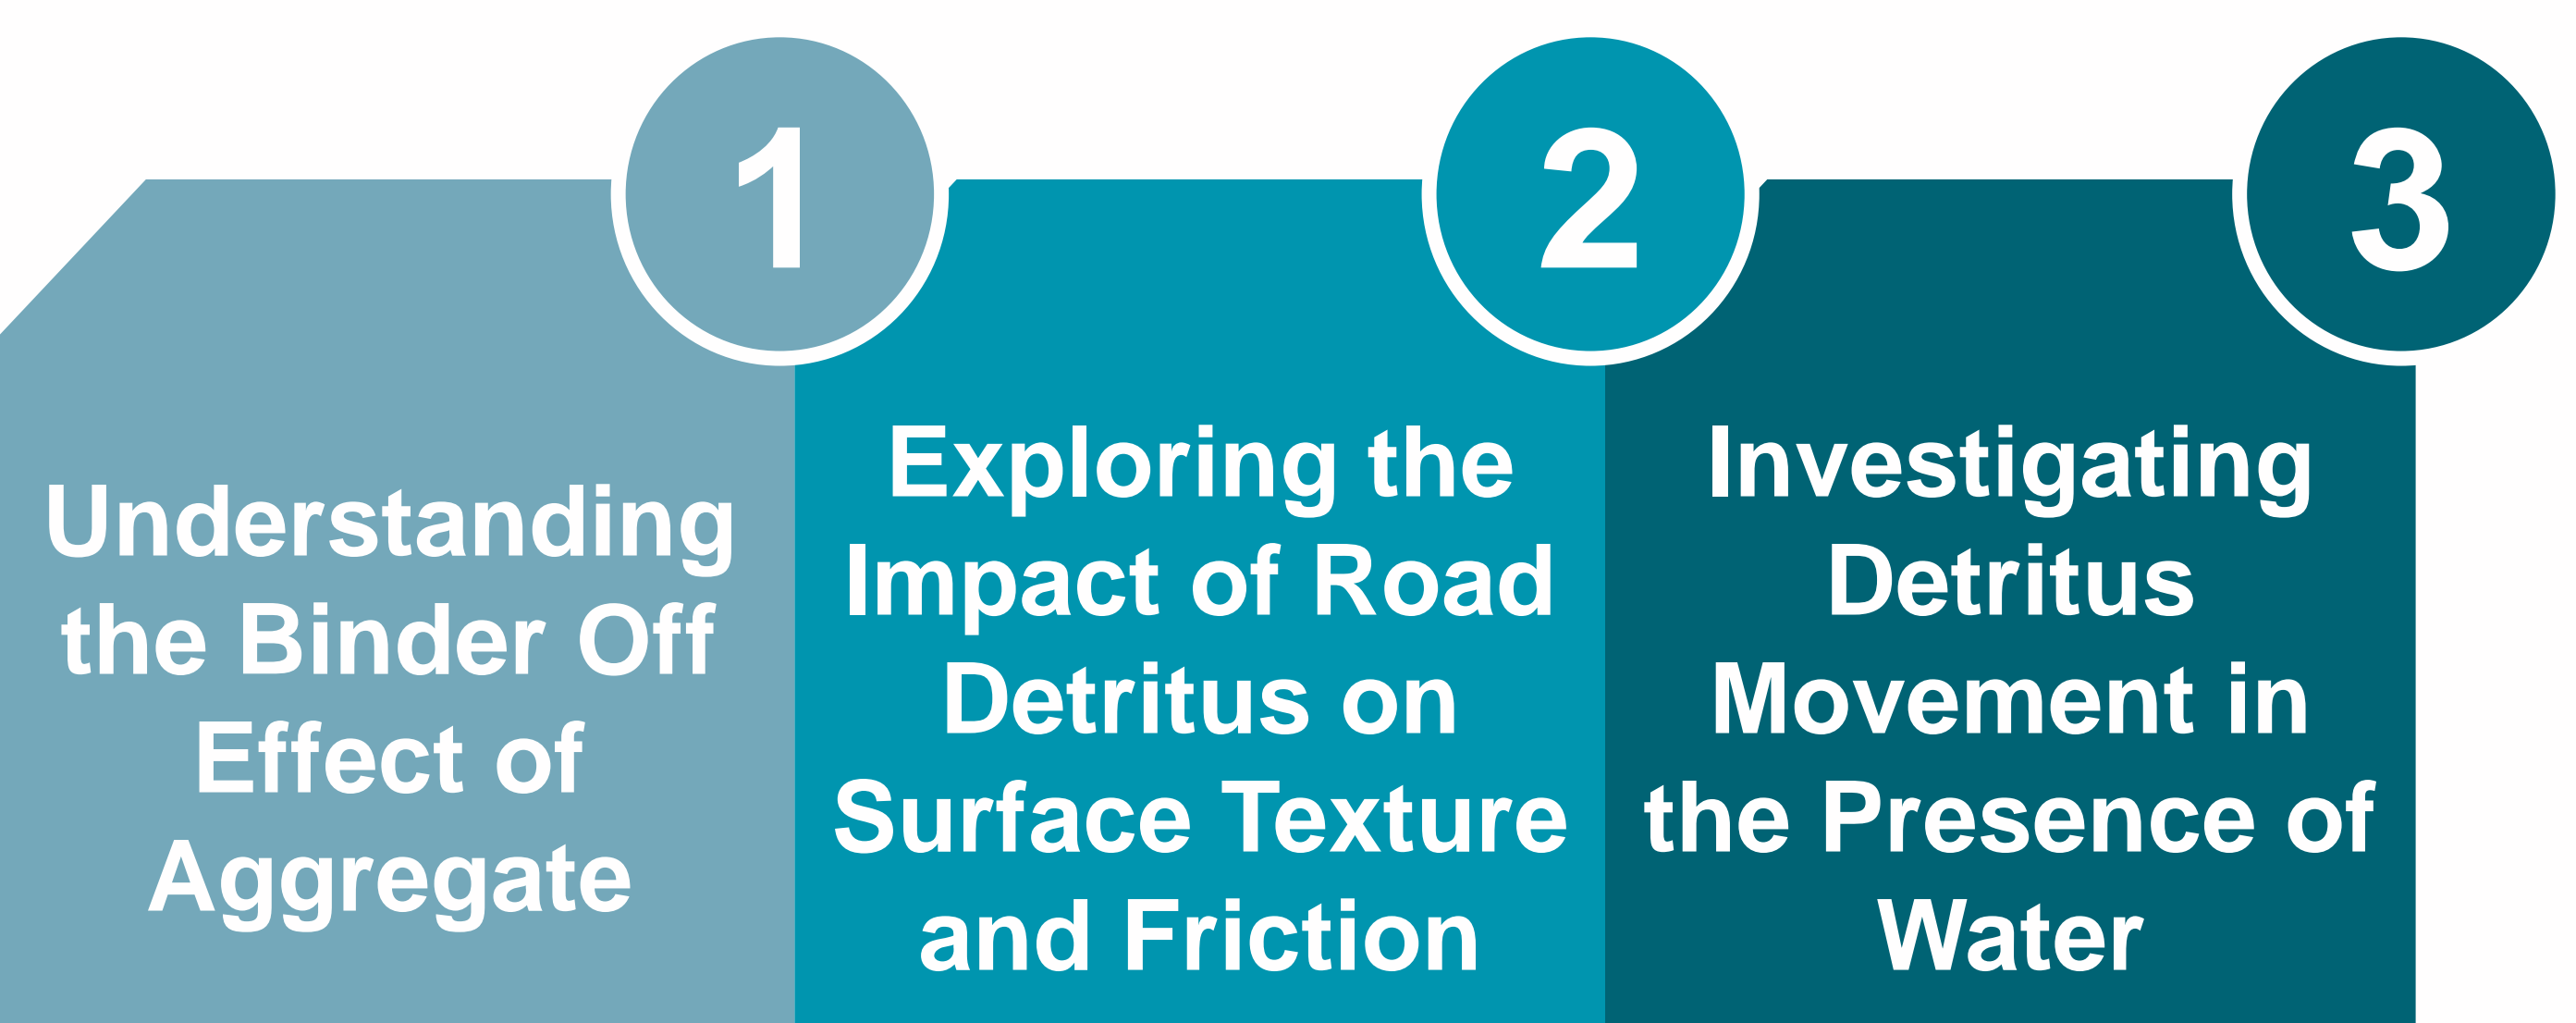 1
Understanding
the Binder Off
Effect of
Aggregate
2
Exploring the
Impact of Road
Detritus on
Surface Texture
and Friction
3
Investigating
Detritus
Movement in
the Presence of
Water